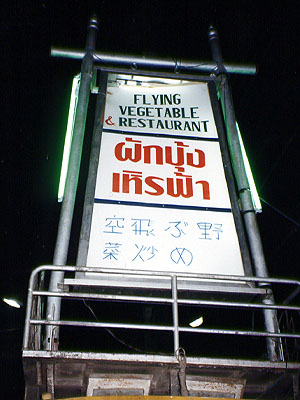 FLYING
VEGETABLE
& RESTAURANT
ผักบุ้ง
เหิรฟ้า
空飛ぶ野
菜炒め